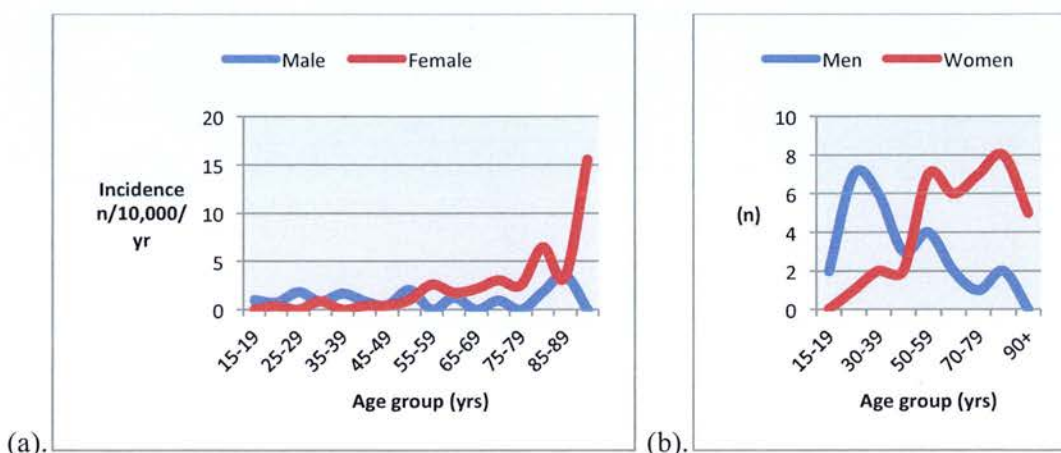 Male Female
20
15
10
5
0
Incidence
n/10,000/
yr
15-19
25-29
35-39
45-49
55-59
65-69
75-79
85-89
Age group (yrs)
(a).
Men Women
10
8
6
4
2
0
(n)
15-19
30-39
50-59
70-79
90+
Age group (yrs)
(b).